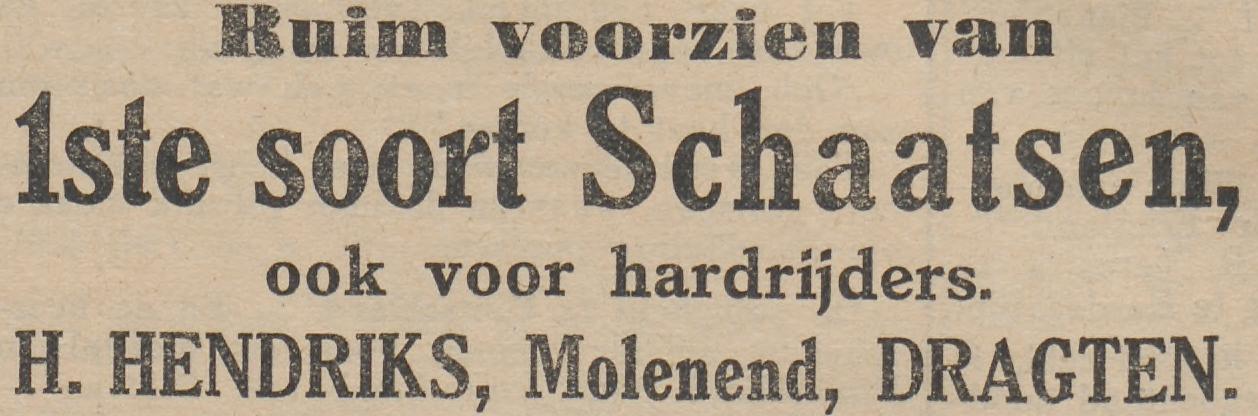 Ruim voorzien van
1ste soort Schaatsen,
ook voor hardrijders.
H. HENDRIKS, Molenend, DRAGTEN.